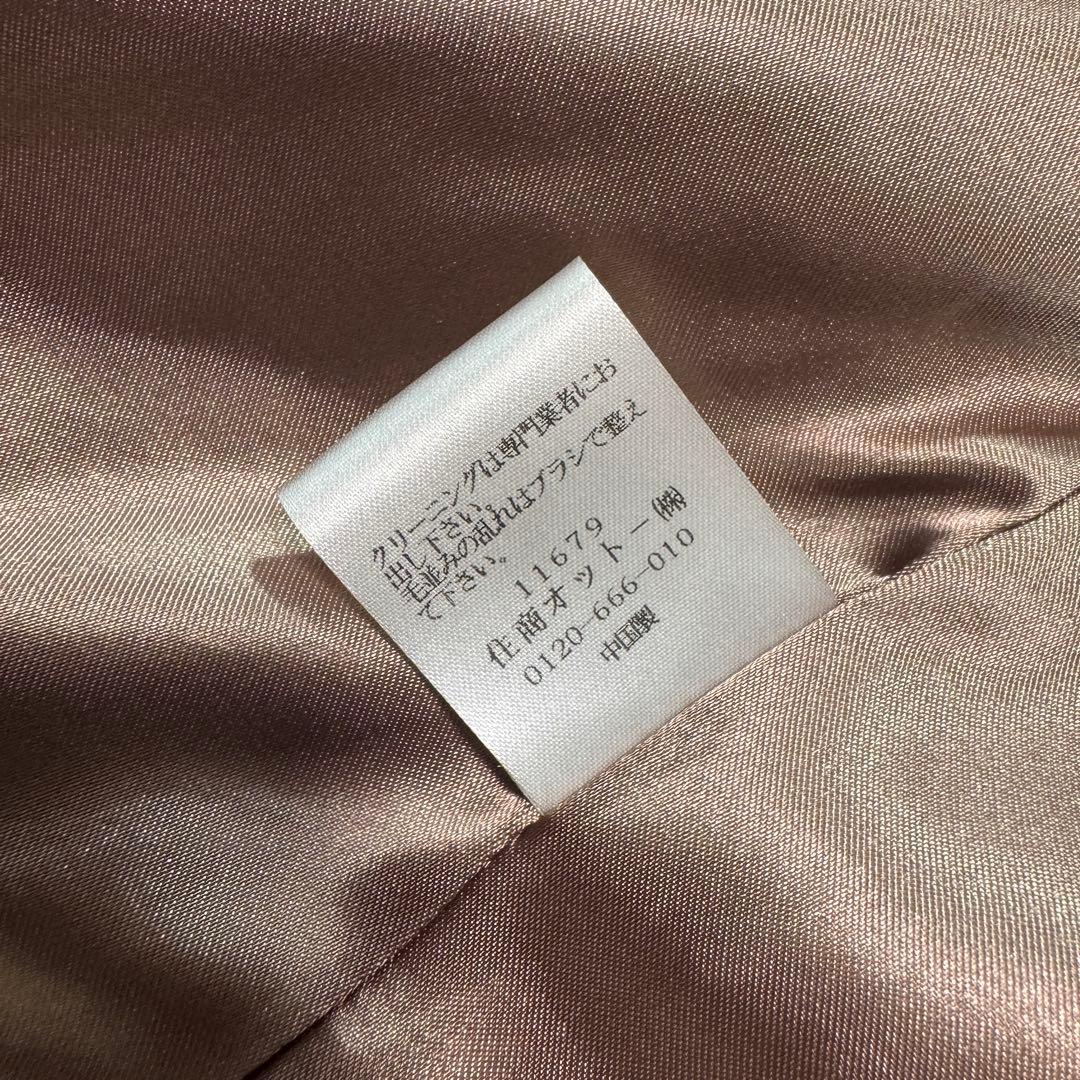 クリーニングは専門業者にお
出し下さい。
毛並みの乱れはブラシで整え
て下さい。
11679
住商オットー㈱
0120-666-010
中国製